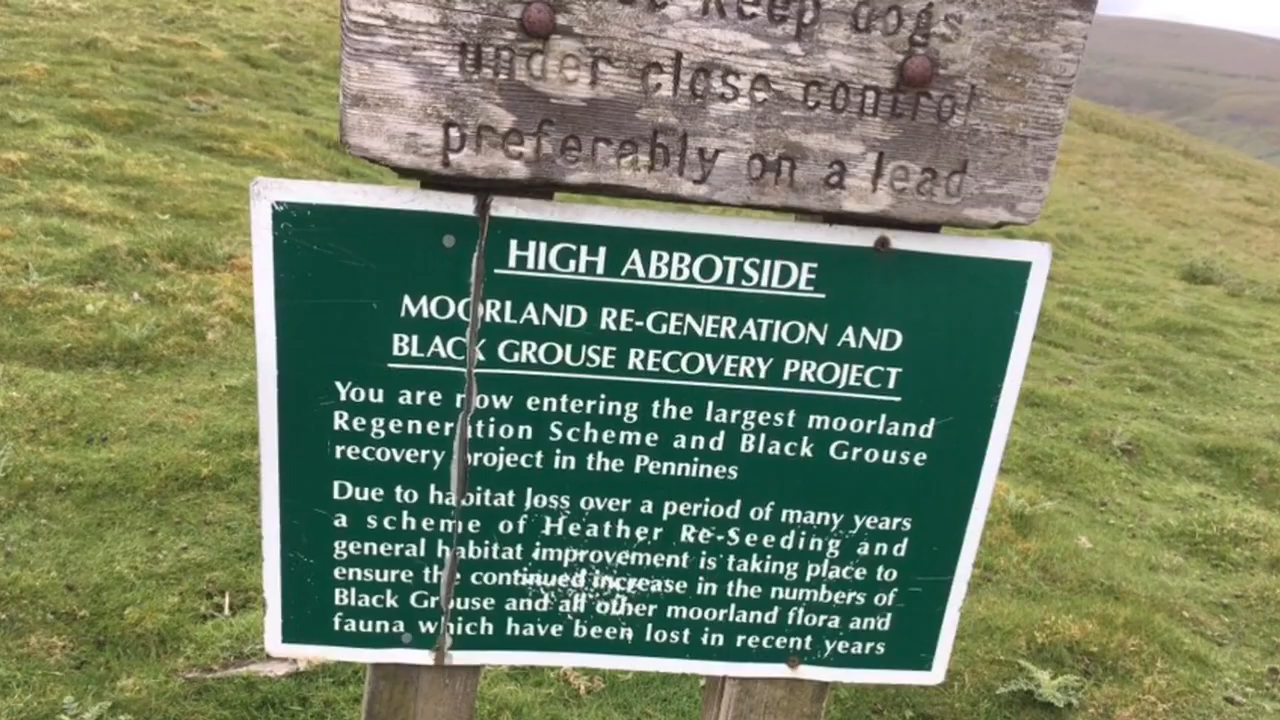 Keep dogs
under close control
preferably on a lead
HIGH ABBOTSIDE
MOORLAND RE-GENERATION AND
BLACK GROUSE RECOVERY PROJECT
You are now entering the largest moorland
Regeneration Scheme and Black Grouse
recovery project in the Pennines
Due to habitat loss over a period of many years
a scheme of Heather Re-Seeding and
general habitat improvement is taking place to
ensure the continued increase in the numbers of
Black Grouse and all other moorland flora and
fauna which have been lost in recent years